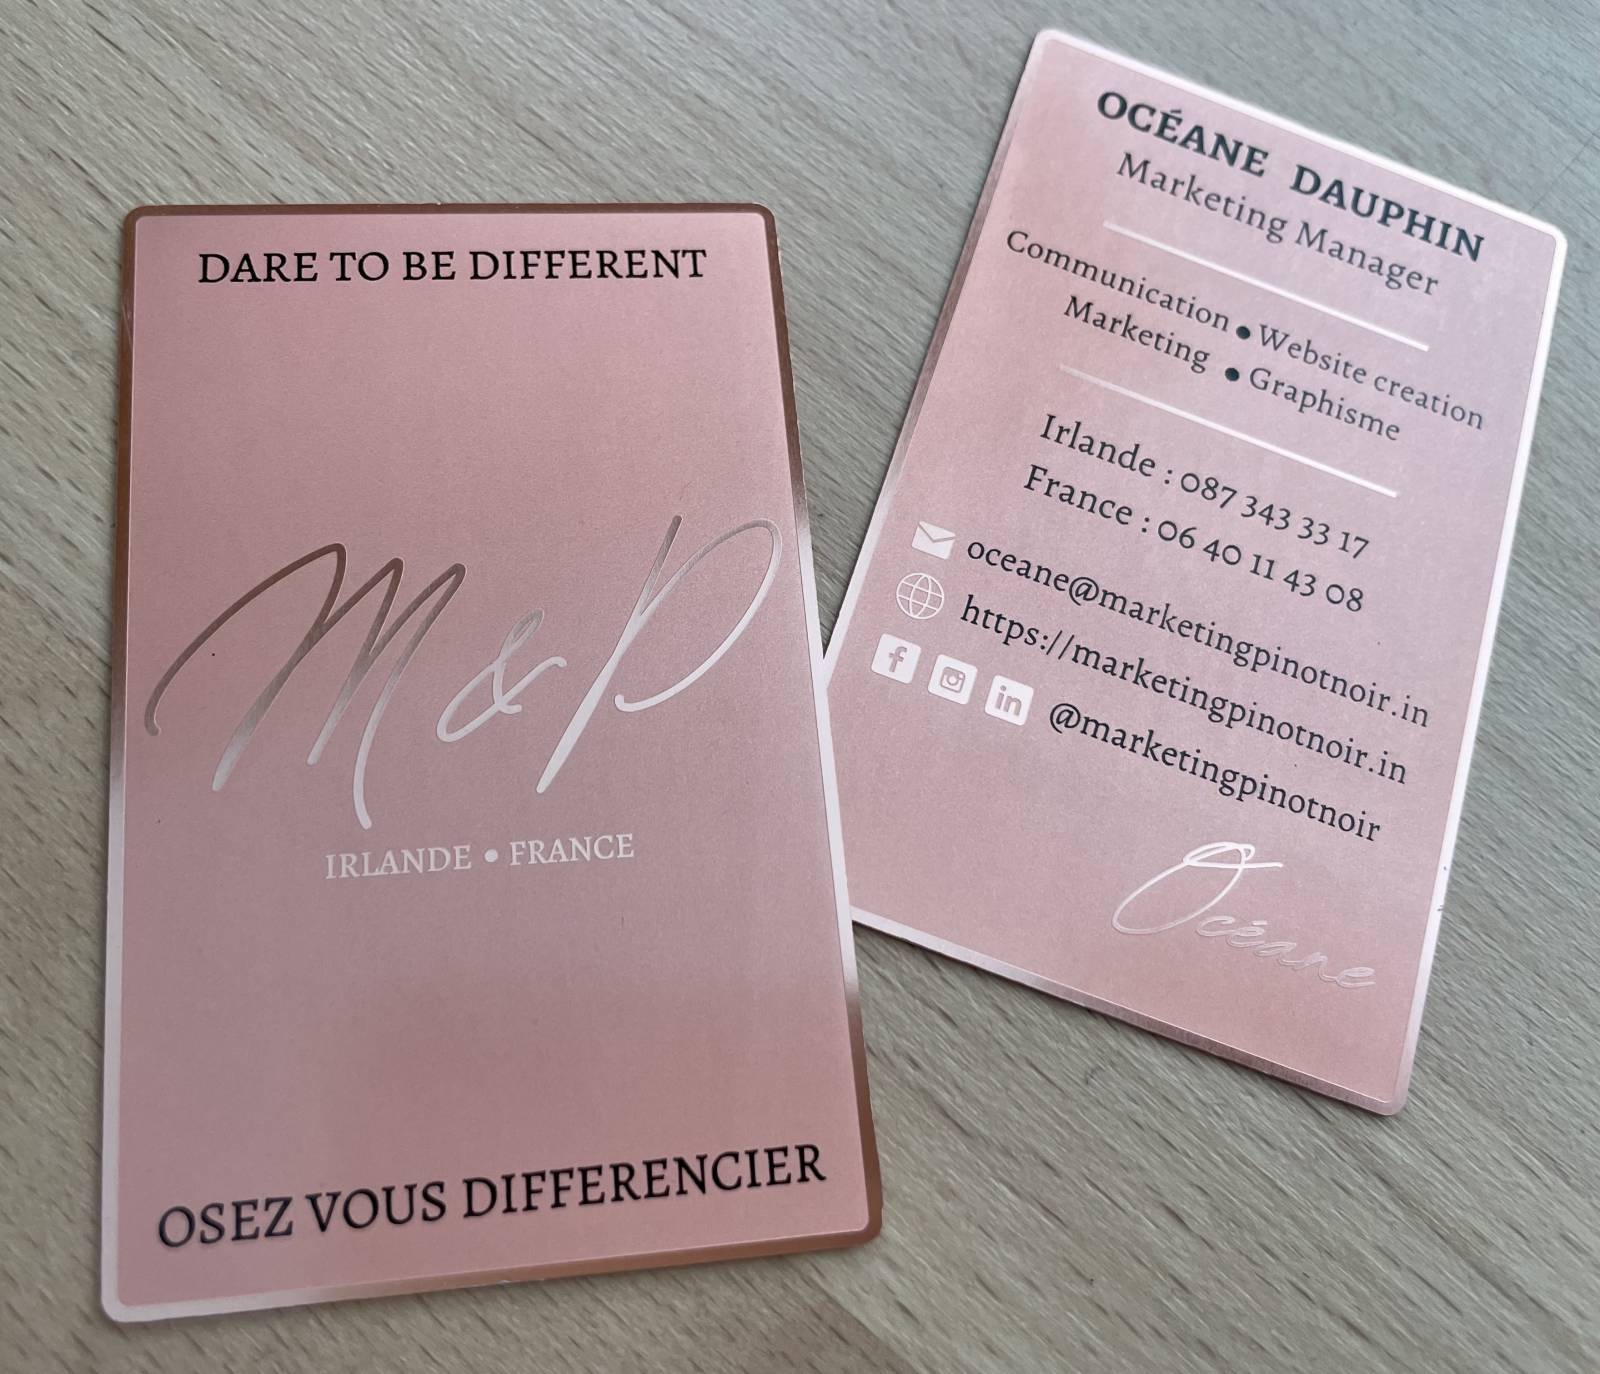 DARE TO BE DIFFERENT
M & P
IRLANDE • FRANCE
OSEZ VOUS DIFFERENCIER
OCÉANE DAUPHIN
Marketing Manager
Communication • Website creation
Marketing • Graphisme
Irlande : 087 343 33 17
France : 06 40 11 43 08
oceane@marketingpinotnoir.in
https://marketingpinotnoir.in
f in @marketingpinotnoir
Océane